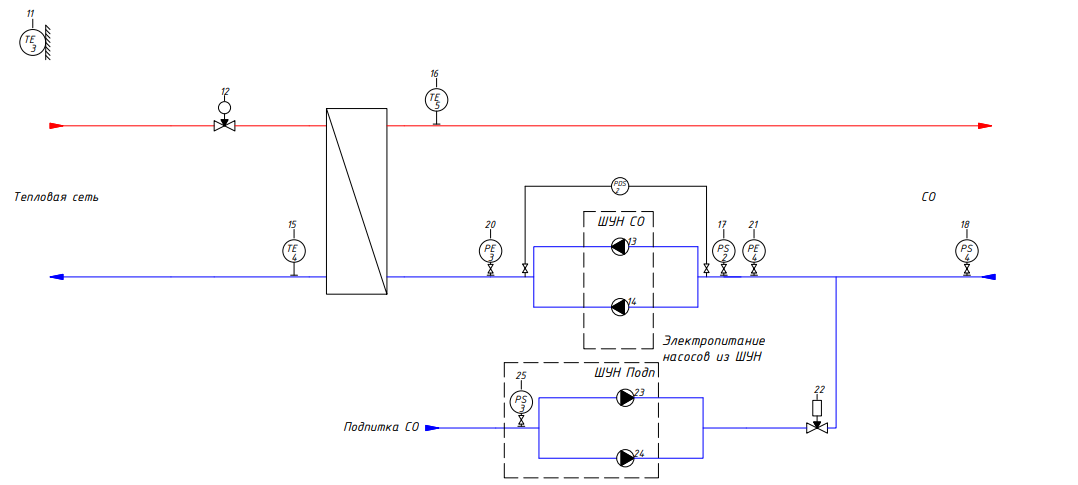 11
TE
3
12
16
TE
5
Тепловая сеть
СО
PDS
2
15
TE
4
20
PE
3
ШУН СО
13
14
17
PS
2
21
PE
4
18
PS
4
Электропитание
насосов из ШУН
ШУН Подп
25
PS
3
23
24
22
Подпитка СО